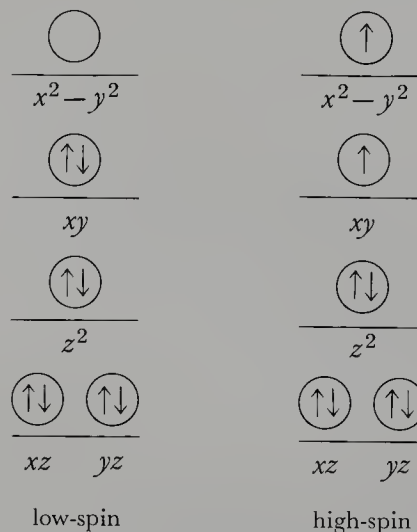 ↑
x² − y² x² − y²
↑↓ ↑
xy xy
↑↓ ↑↓
z² z²
↑↓ ↑↓ ↑↓ ↑↓
xz yz xz yz
low-spin high-spin